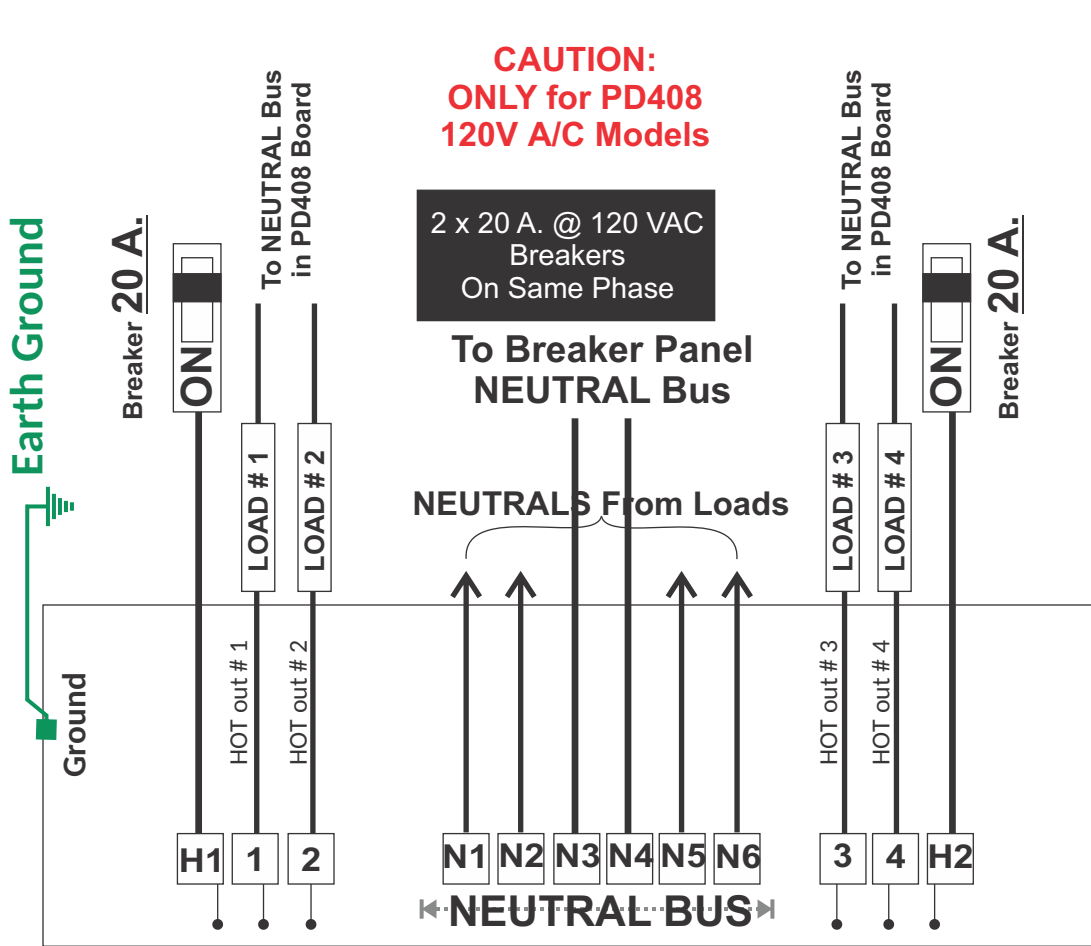 CAUTION:
ONLY for PD408
120V A/C Models
To NEUTRAL Bus
in PD408 Board
To NEUTRAL Bus
in PD408 Board
2 x 20 A. @ 120 VAC
Breakers
On Same Phase
Earth Ground
Breaker 20 A.
ON
ON
Breaker 20 A.
To Breaker Panel
NEUTRAL Bus
LOAD # 1
LOAD # 2
NEUTRALS From Loads
LOAD # 3
LOAD # 4
Ground
HOT out # 1
HOT out # 2
HOT out # 3
HOT out # 4
H1 1 2 N1 N2 N3 N4 N5 N6 3 4 H2
NEUTRAL BUS